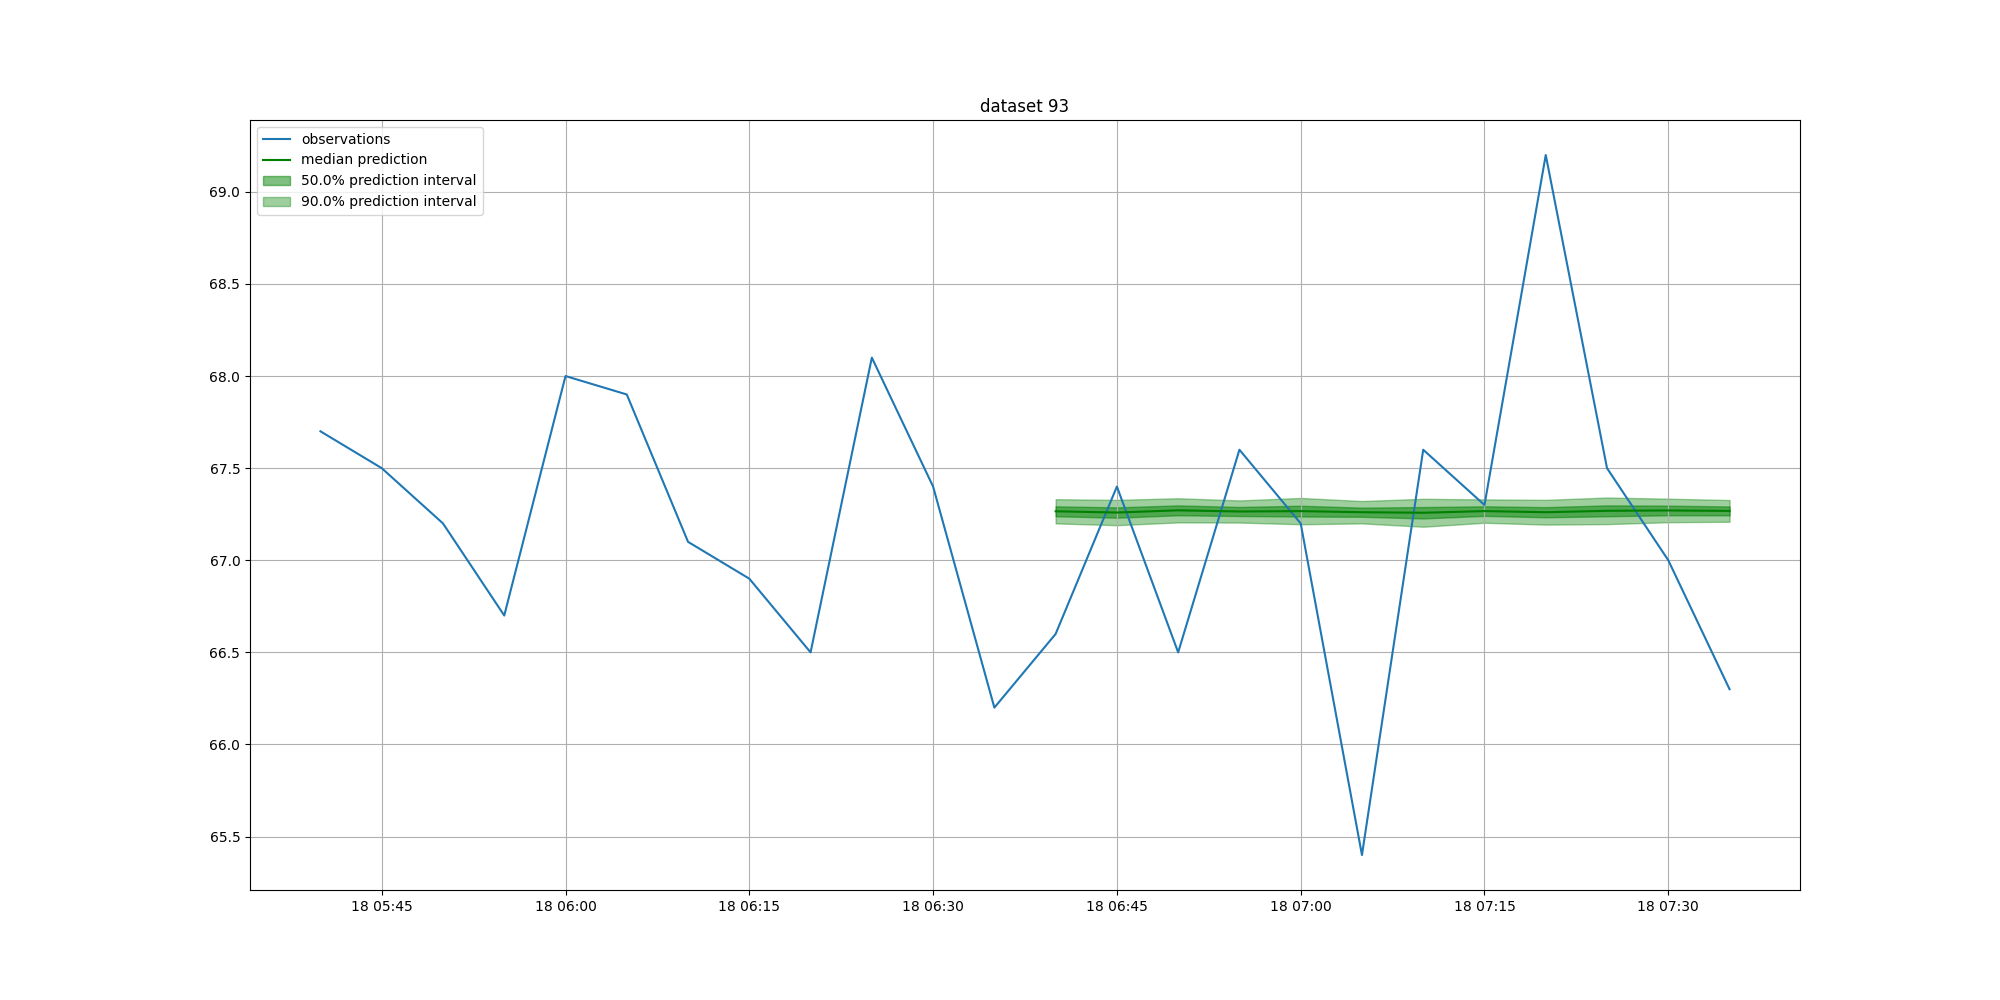 dataset 93
observations
median prediction
50.0% prediction interval
90.0% prediction interval
69.0
68.5
68.0
67.5
67.0
66.5
66.0
65.5
18 05:45 18 06:00 18 06:15 18 06:30 18 06:45 18 07:00 18 07:15 18 07:30